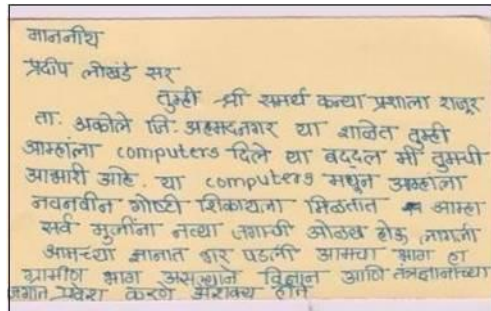 माननीय
प्रदीप लोखंडे सर
तुम्ही श्री समर्थ कन्या प्रशाला राजूर
ता. अकोले जि. अहमदनगर या शाळेत तुम्ही
आम्हांला computers दिले या बद्दल मी तुमची
आभारी आहे. या computers मधून आम्हांला
नवनवीन गोष्टी शिकायला मिळतात आम्हा
सर्व मुलींना नव्या जगाची ओळख होऊ लागली
आमच्या ज्ञानात भर पडली आमचा भाग हा
ग्रामीण भाग असल्याने विज्ञान आणि तंत्रज्ञानाच्या
जगात प्रवेश करणे अशक्य होते